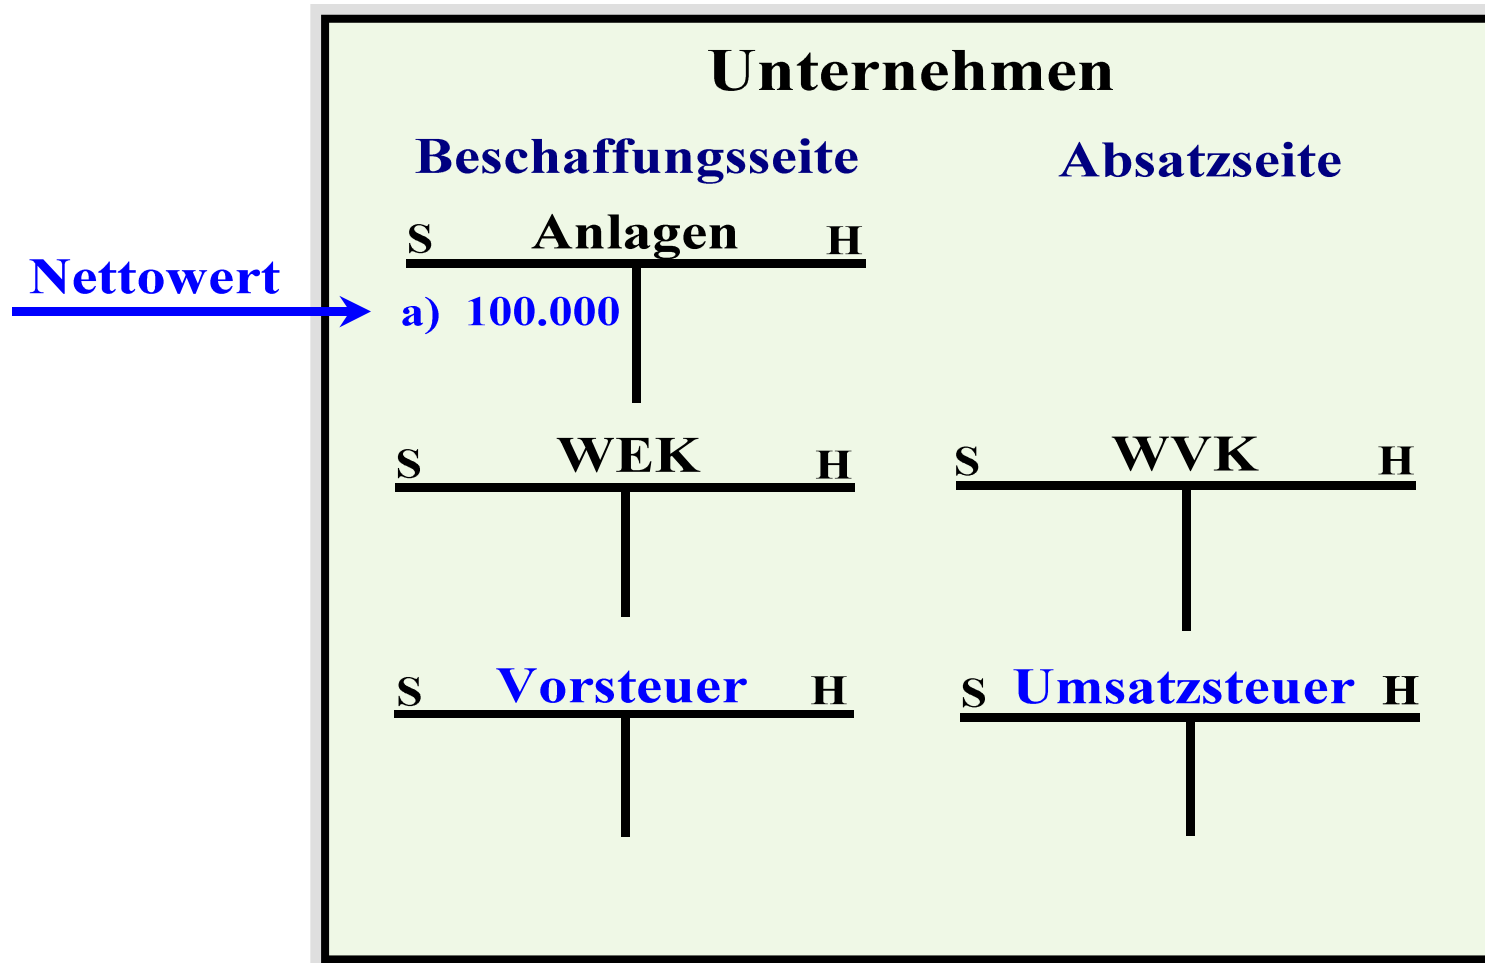 Unternehmen
Beschaffungsseite
Absatzseite
S Anlagen H
Nettowert
a) 100.000
S WEK H
S WVK H
S Vorsteuer H
S Umsatzsteuer H